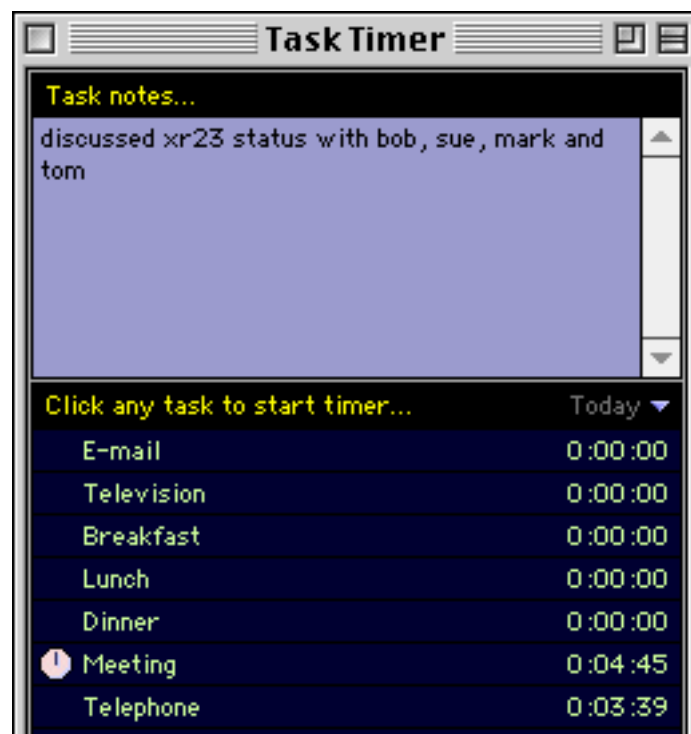 Task Timer
Task notes...
discussed xr23 status with bob, sue, mark and
tom
Click any task to start timer... Today
E-mail 0:00:00
Television 0:00:00
Breakfast 0:00:00
Lunch 0:00:00
Dinner 0:00:00
Meeting 0:04:45
Telephone 0:03:39